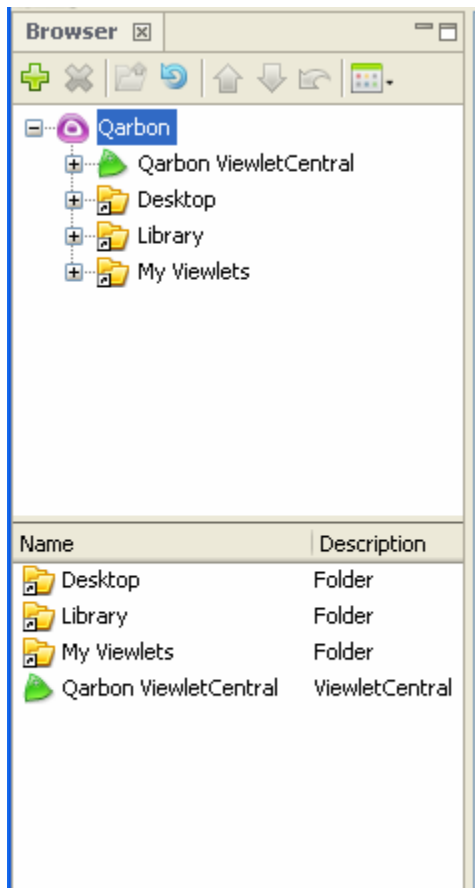 Browser
Qarbon
Qarbon ViewletCentral
Desktop
Library
My Viewlets
Name Description
Desktop Folder
Library Folder
My Viewlets Folder
Qarbon ViewletCentral ViewletCentral